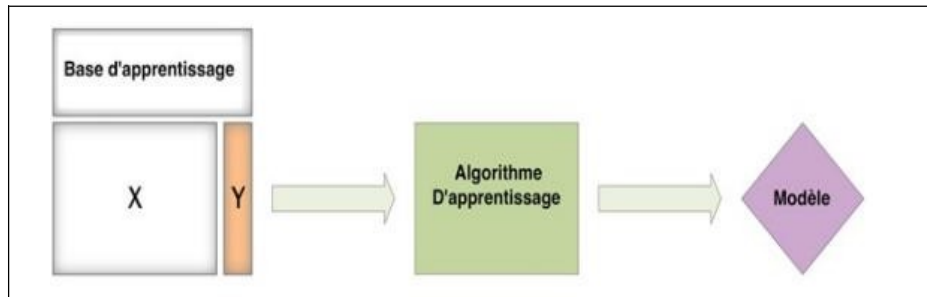 Base d'apprentissage
X
Y
Algorithme
D'apprentissage
Modèle